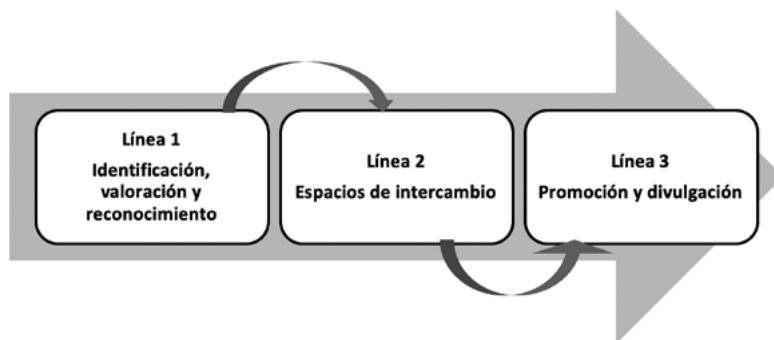 Línea 1
Identificación,
valoración y
reconocimiento
Línea 2
Espacios de intercambio
Línea 3
Promoción y divulgación